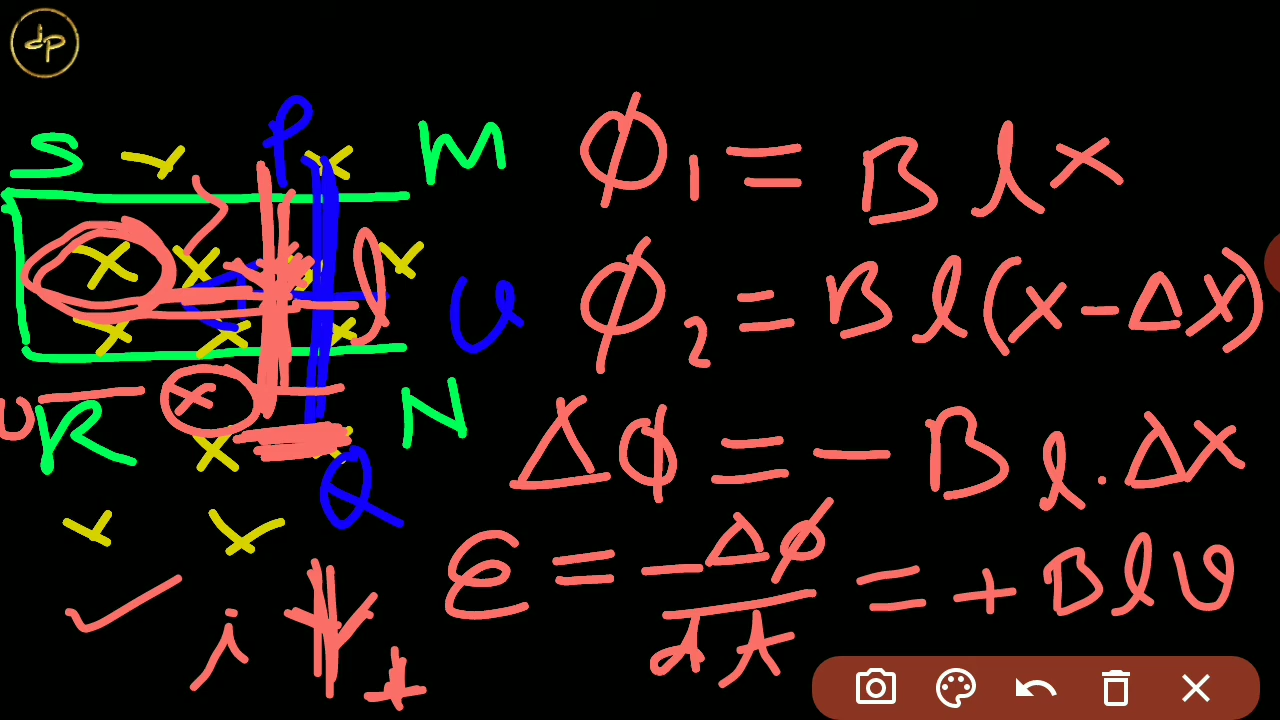 dp
S P M
l
v
R x N
Q
i
ϕ₁ = Blx
ϕ₂ = Bl(x - Δx)
Δϕ = - Bl.Δx
ε = -Δϕ/dt = + Blv